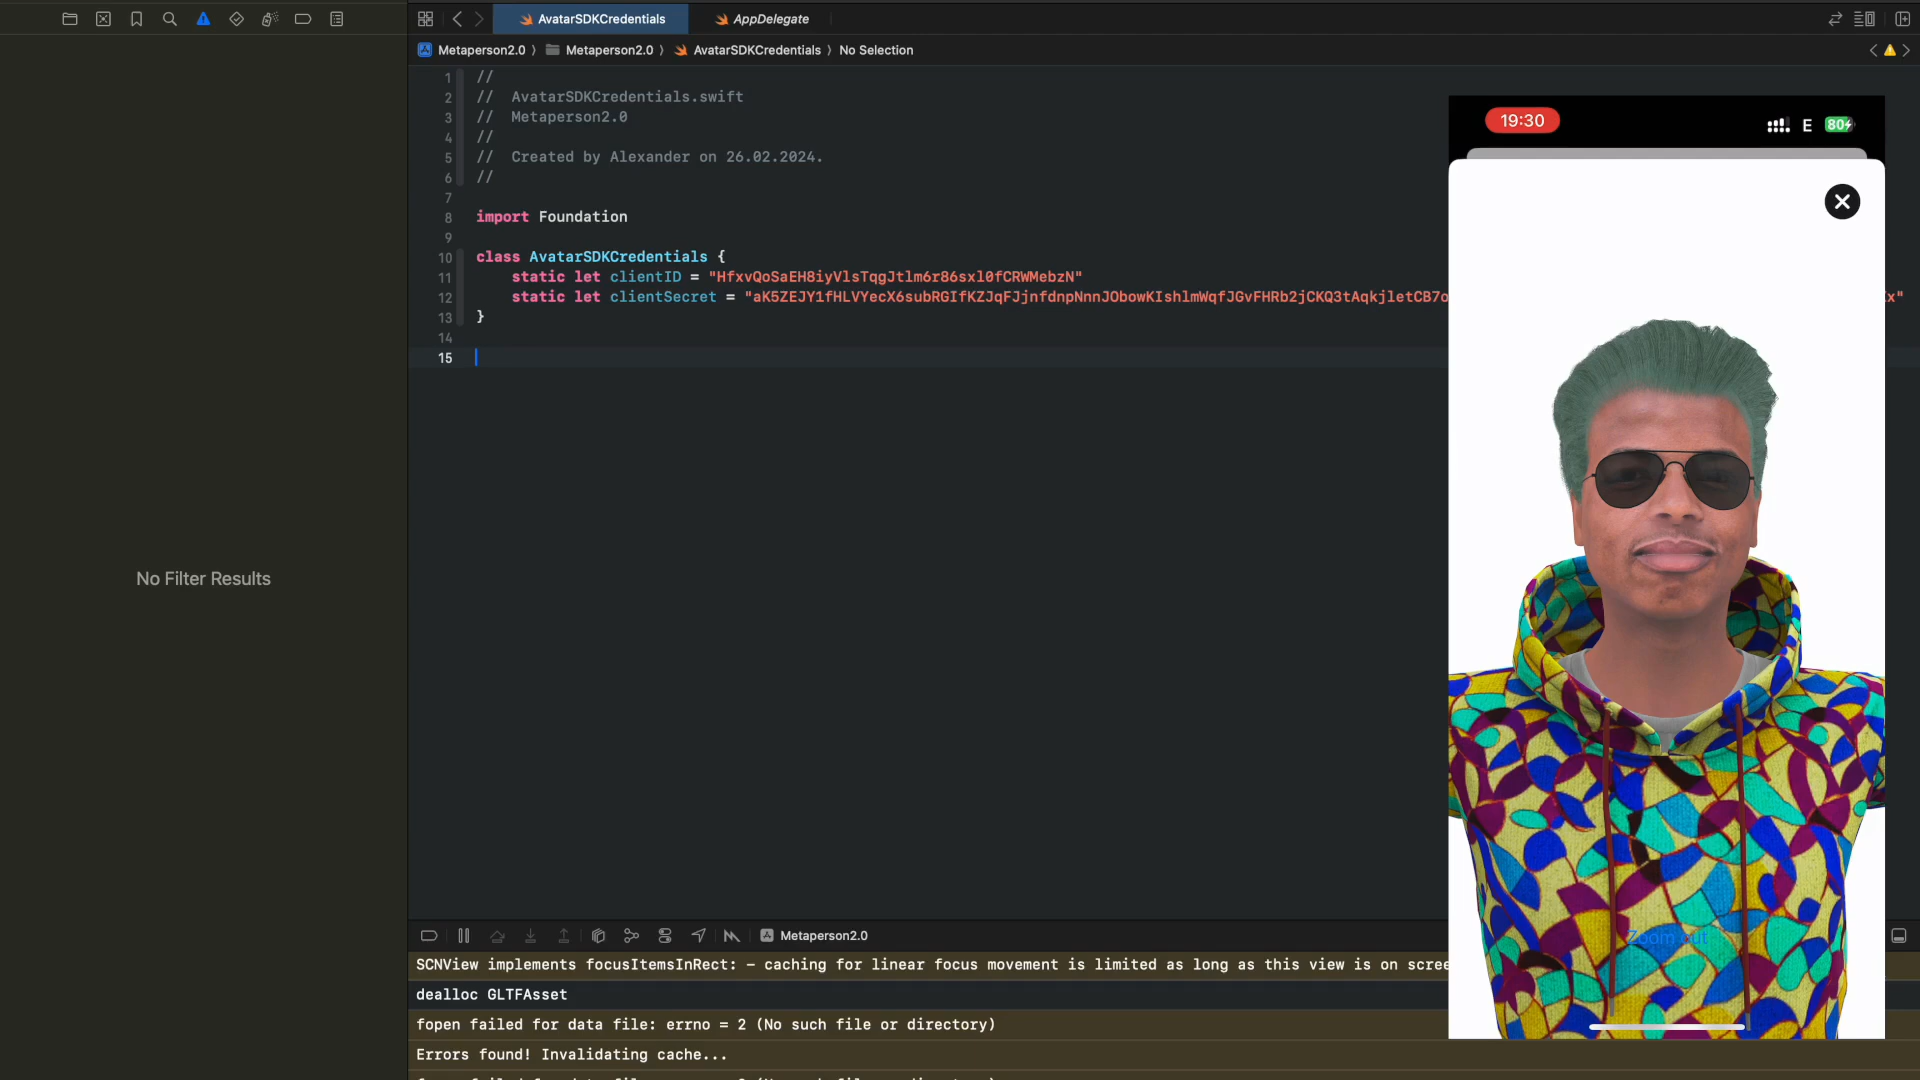 AvatarSDKCredentials
AppDelegate
Metaperson2.0 〉 Metaperson2.0 〉 AvatarSDKCredentials 〉 No Selection
1 //
2 // AvatarSDKCredentials.swift
3 // Metaperson2.0
4 //
5 // Created by Alexander on 26.02.2024.
6 //
7
8 import Foundation
9
10 class AvatarSDKCredentials {
11 static let clientID = "HfxvQoSaEH8iyVlsTqgJtlm6r86sxl0fCRWMebzN"
12 static let clientSecret = "aK5ZEJY1fHLVYecX6subRGIfKZJqFJjnfdnpNnnJObowKIshlmWqfJGvFHRb2jCKQ3tAqkjletCB7o x"
13 }
14
15
19:30
E
80
No Filter Results
Zoom out
Metaperson2.0
SCNView implements focusItemsInRect: – caching for linear focus movement is limited as long as this view is on scree
dealloc GLTFAsset
fopen failed for data file: errno = 2 (No such file or directory)
Errors found! Invalidating cache...